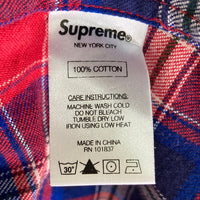 Supreme®
NEW YORK CITY
100% COTTON
CARE INSTRUCTIONS:
MACHINE WASH COLD
DO NOT BLEACH
TUMBLE DRY LOW
IRON USING LOW HEAT
MADE IN CHINA
RN 101837
30°